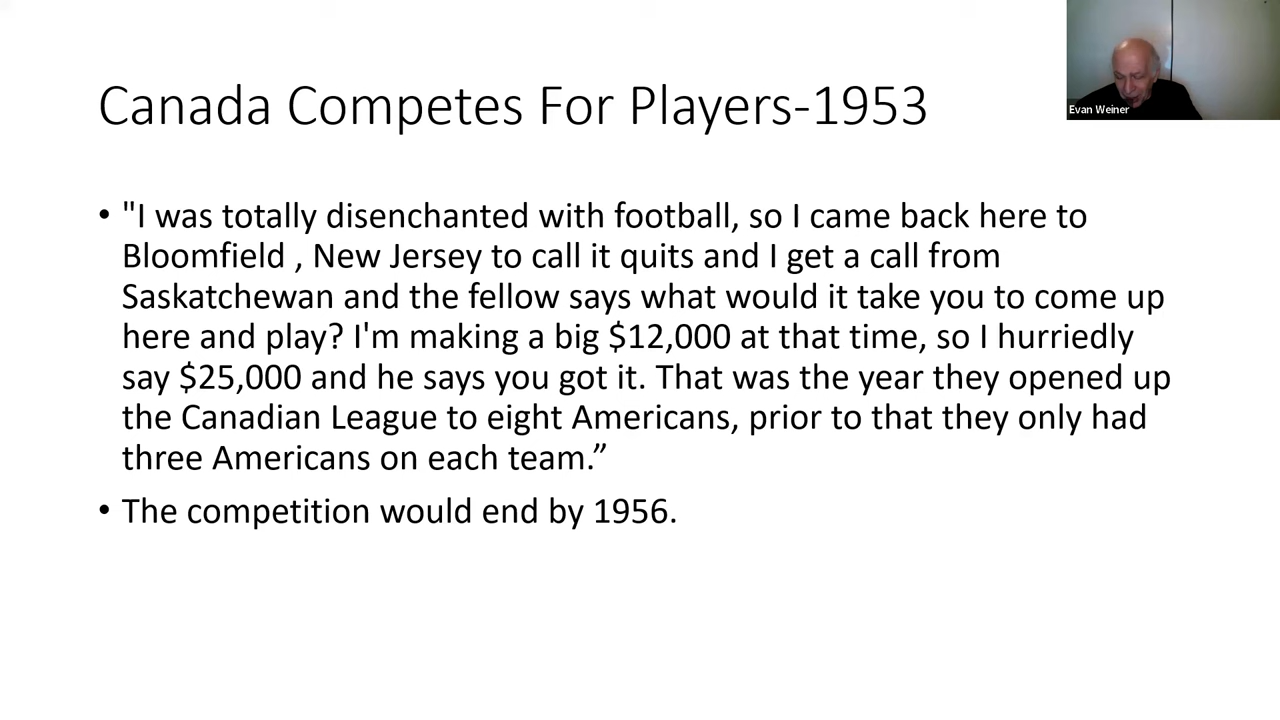 Canada Competes For Players-1953
Evan Weiner
• "I was totally disenchanted with football, so I came back here to
Bloomfield , New Jersey to call it quits and I get a call from
Saskatchewan and the fellow says what would it take you to come up
here and play? I'm making a big $12,000 at that time, so I hurriedly
say $25,000 and he says you got it. That was the year they opened up
the Canadian League to eight Americans, prior to that they only had
three Americans on each team.”
• The competition would end by 1956.